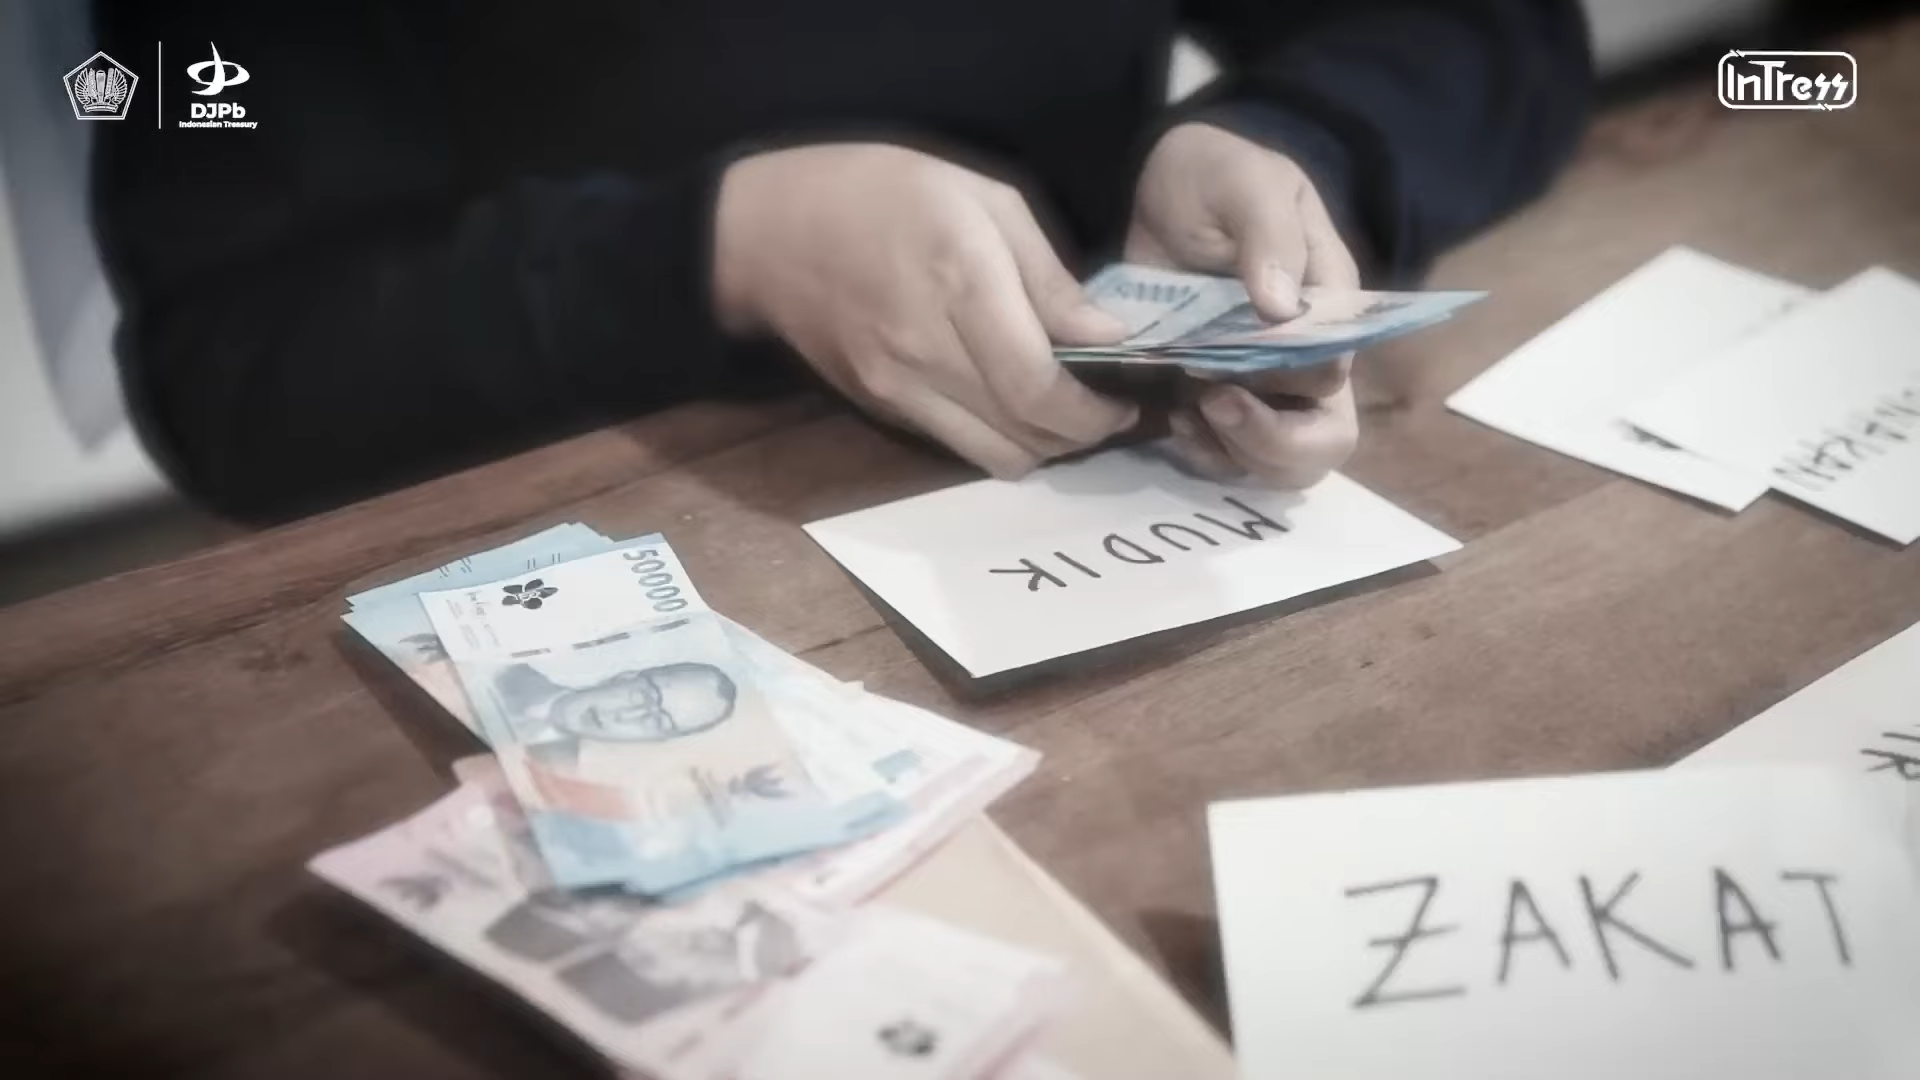 DJPb
Indonesian Treasury
InTress
50000
MUDIK
ZAKAT